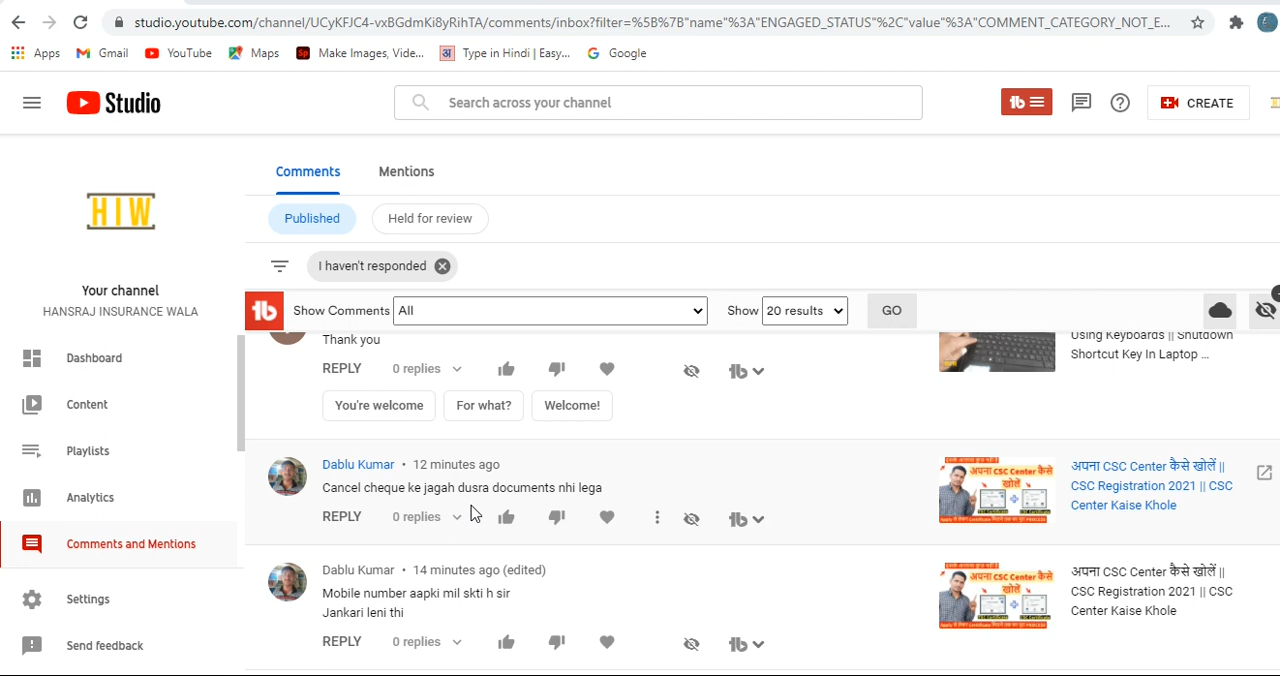 studio.youtube.com/channel/UCyKFJC4-vxBGdmKi8yRihTA/comments/inbox?filter=%5B%7B"name"%3A"ENGAGED_STATUS"%2C"value"%3A"COMMENT_CATEGORY_NOT_E...
Apps Gmail YouTube Maps Make Images, Vide... Type in Hindi | Easy... Google
Studio
Search across your channel
CREATE
Comments Mentions
Published Held for review
I haven't responded
HIW
Your channel
HANSRAJ INSURANCE WALA
Dashboard
Content
Playlists
Analytics
Comments and Mentions
Settings
Send feedback
Show Comments All Show 20 results GO
Thank you
REPLY 0 replies
You're welcome For what? Welcome!
Using Keyboards || Shutdown
Shortcut Key In Laptop ...
Dablu Kumar • 12 minutes ago
Cancel cheque ke jagah dusra documents nhi lega
REPLY 0 replies
अपना CSC Center कैसे
खोलें
अपना CSC Center कैसे खोलें ||
CSC Registration 2021 || CSC
Center Kaise Khole
Dablu Kumar • 14 minutes ago (edited)
Mobile number aapki mil skti h sir
Jankari leni thi
REPLY 0 replies
अपना CSC Center कैसे
खोलें
अपना CSC Center कैसे खोलें ||
CSC Registration 2021 || CSC
Center Kaise Khole